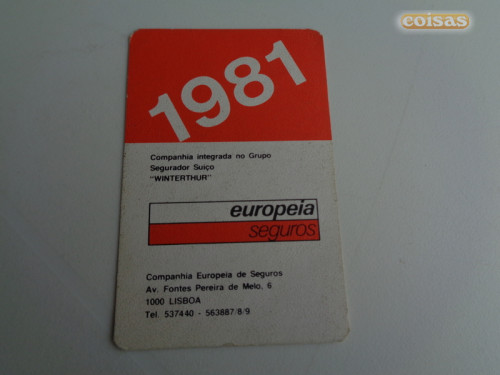 coisas
1981
Companhia integrada no Grupo
Segurador Suiço
"WINTERTHUR"
europeia
seguros
Companhia Europeia de Seguros
Av. Fontes Pereira de Melo, 6
1000 LISBOA
Tel. 537440 - 563887/8/9